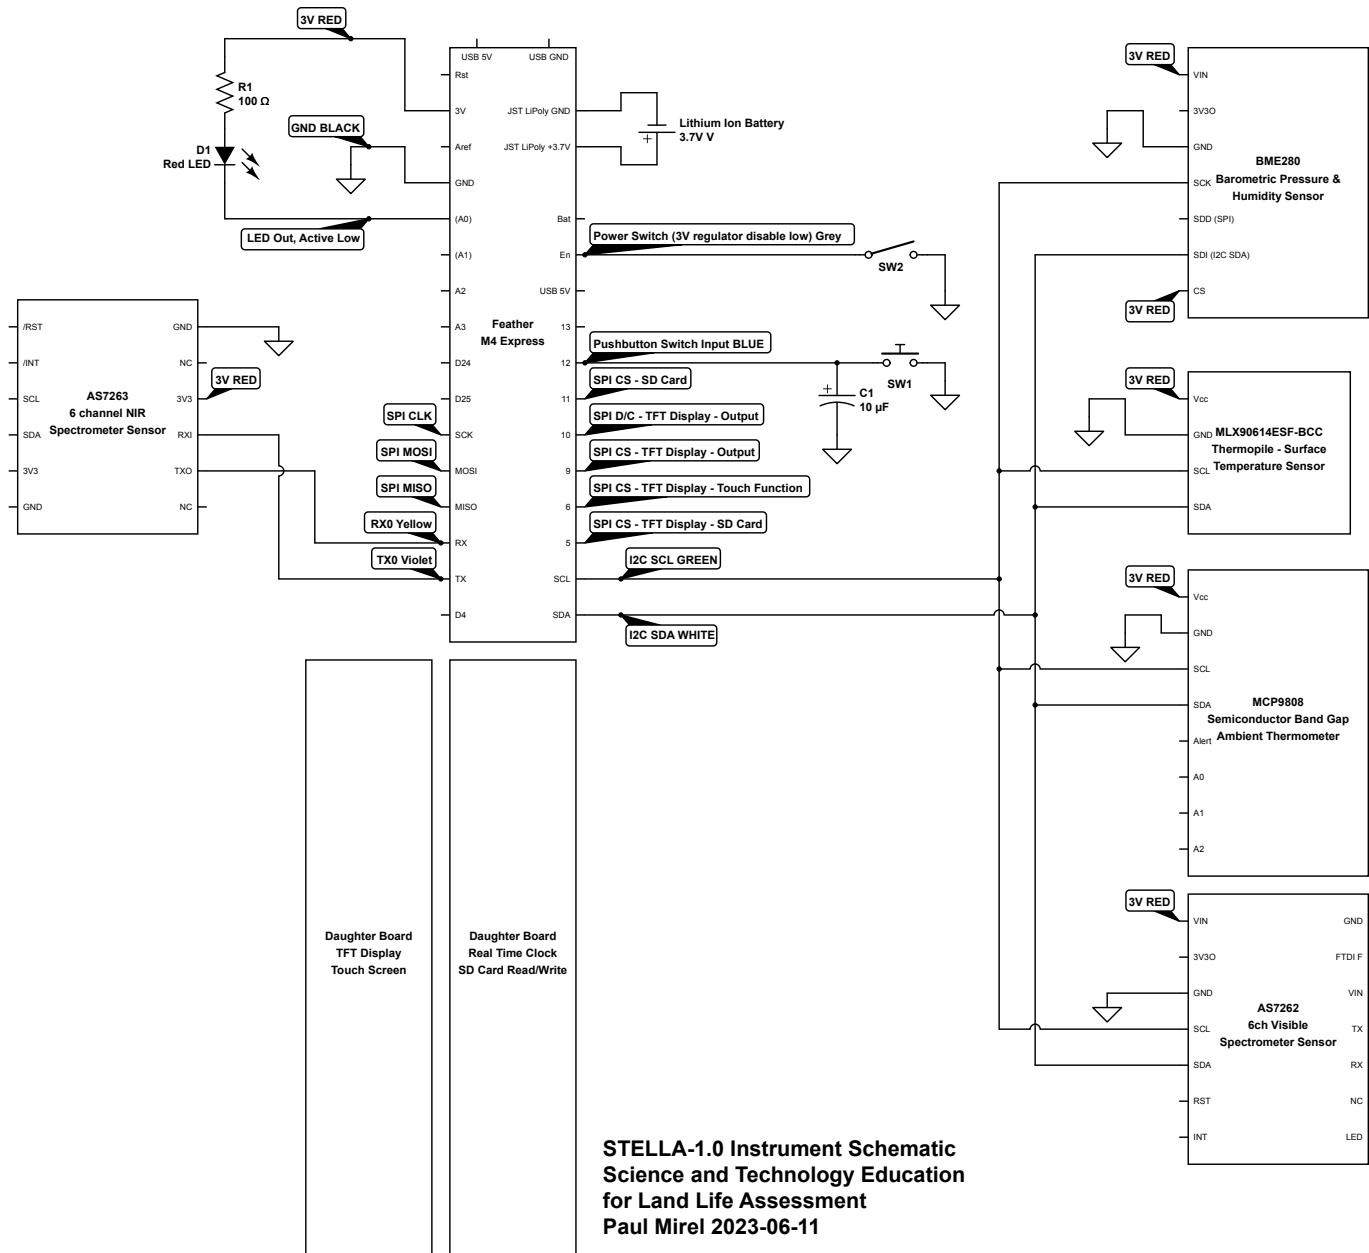 3V RED
R1
100 Ω
D1
Red LED
GND BLACK
LED Out, Active Low
USB 5V
USB GND
Rst
3V
Aref
GND
(A0)
(A1)
A2
A3
D24
D25
SCK
MOSI
MISO
RX
TX
D4
JST LiPoly GND
JST LiPoly +3.7V
Bat
En
USB 5V
13
12
11
10
9
6
5
SCL
SDA
Feather
M4 Express
+
Lithium Ion Battery
3.7V V
Power Switch (3V regulator disable low) Grey
SW2
Pushbutton Switch Input BLUE
SW1
+
C1
10 µF
SPI CS - SD Card
SPI D/C - TFT Display - Output
SPI CS - TFT Display - Output
SPI CS - TFT Display - Touch Function
SPI CS - TFT Display - SD Card
I2C SCL GREEN
I2C SDA WHITE
SPI CLK
SPI MOSI
SPI MISO
RX0 Yellow
TX0 Violet
/RST
/INT
SCL
SDA
3V3
GND
GND
NC
3V3
RXI
TXO
NC
AS7263
6 channel NIR
Spectrometer Sensor
3V RED
3V RED
VIN
3V3O
GND
SCK
SDD (SPI)
SDI (I2C SDA)
CS
3V RED
BME280
Barometric Pressure &
Humidity Sensor
3V RED
Vcc
GND
SCL
SDA
MLX90614ESF-BCC
Thermopile - Surface
Temperature Sensor
3V RED
Vcc
GND
SCL
SDA
Alert
A0
A1
A2
MCP9808
Semiconductor Band Gap
Ambient Thermometer
3V RED
VIN
3V3O
GND
SCL
SDA
RST
INT
GND
FTDI F
VIN
TX
RX
NC
LED
AS7262
6ch Visible
Spectrometer Sensor
Daughter Board
TFT Display
Touch Screen
Daughter Board
Real Time Clock
SD Card Read/Write
STELLA-1.0 Instrument Schematic
Science and Technology Education
for Land Life Assessment
Paul Mirel 2023-06-11